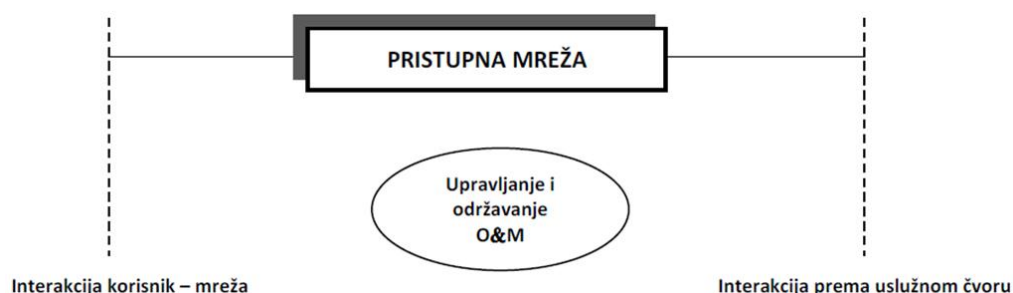 PRISTUPNA MREŽA
Upravljanje i
održavanje
O&M
Interakcija korisnik – mreža
Interakcija prema uslužnom čvoru